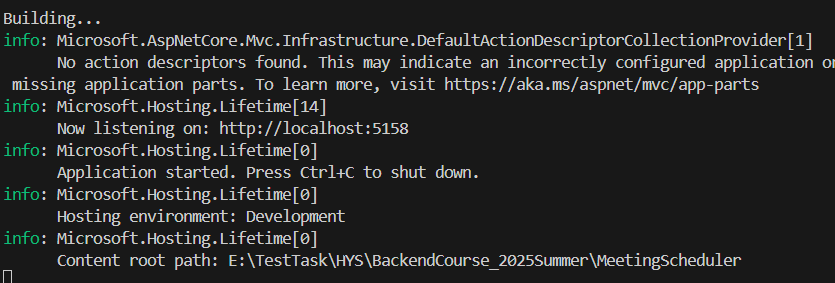 Building...
info: Microsoft.AspNetCore.Mvc.Infrastructure.DefaultActionDescriptorCollectionProvider[1]
No action descriptors found. This may indicate an incorrectly configured application or
missing application parts. To learn more, visit https://aka.ms/aspnet/mvc/app-parts
info: Microsoft.Hosting.Lifetime[14]
Now listening on: http://localhost:5158
info: Microsoft.Hosting.Lifetime[0]
Application started. Press Ctrl+C to shut down.
info: Microsoft.Hosting.Lifetime[0]
Hosting environment: Development
info: Microsoft.Hosting.Lifetime[0]
Content root path: E:\TestTask\HYS\BackendCourse_2025Summer\MeetingScheduler